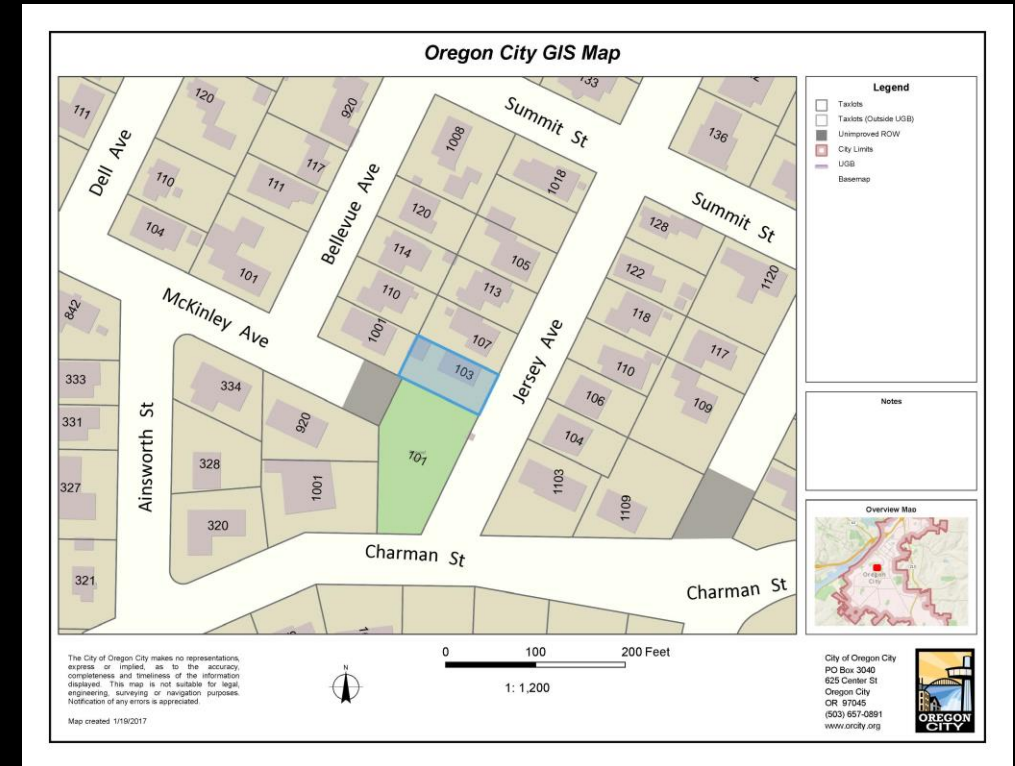 Oregon City GIS Map
111
120
920
133
136
Summit St
1008
1018
Dell Ave
117
110
111
104
101
Bellevue Ave
120
105
114
113
110
107
1001
103
128
Summit St
1120
122
118
117
110
109
106
104
Jersey Ave
McKinley Ave
842
333
334
331
Ainsworth St
920
328
327
1001
101
320
1103
1109
321
Charman St
Charman St
Legend
Taxlots
Taxlots (Outside UGB)
Unimproved ROW
City Limits
UGB
Basemap
Notes
Overview Map
Oregon
City
The City of Oregon City makes no representations,
express or implied, as to the accuracy,
completeness and timeliness of the information
displayed. This map is not suitable for legal,
engineering, surveying or navigation purposes.
Notification of any errors is appreciated.
Map created 1/19/2017
N
0 100 200 Feet
1: 1,200
City of Oregon City
PO Box 3040
625 Center St
Oregon City
OR 97045
(503) 657-0891
www.orcity.org
OREGON
CITY